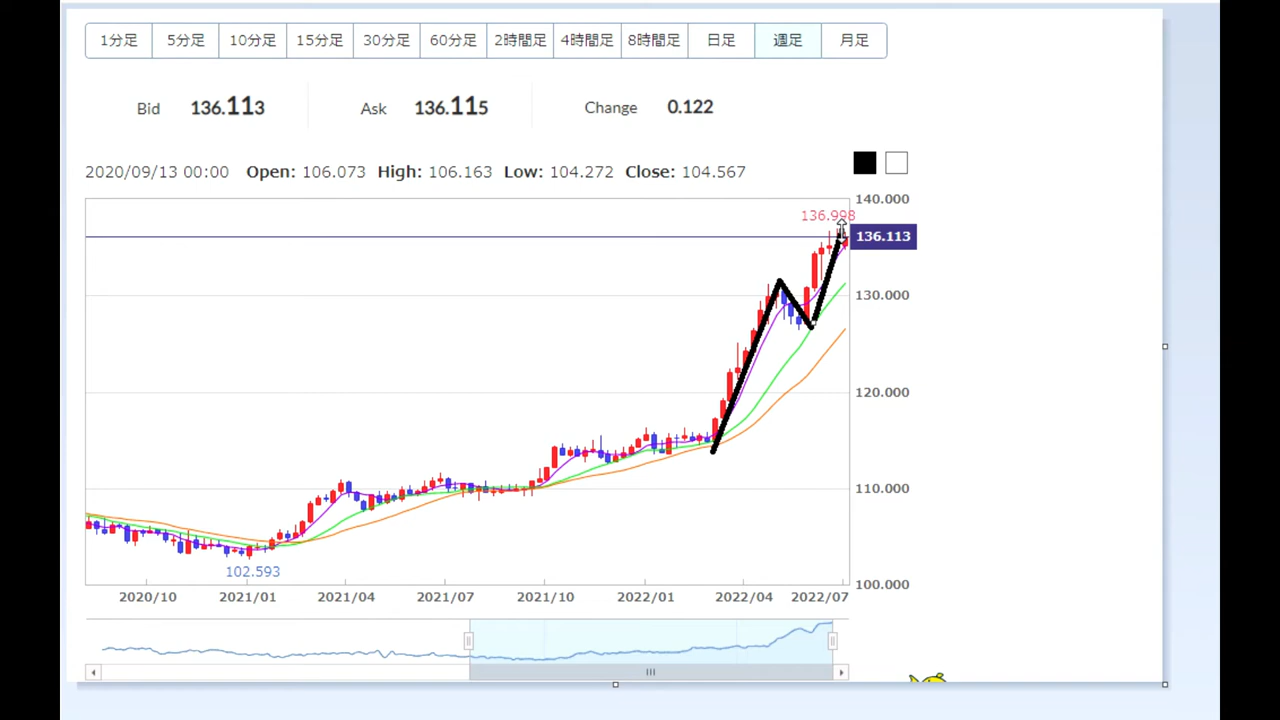 1分足 5分足 10分足 15分足 30分足 60分足 2時間足 4時間足 8時間足 日足 週足 月足
Bid 136.113 Ask 136.115 Change 0.122
2020/09/13 00:00 Open: 106.073 High: 106.163 Low: 104.272 Close: 104.567
140.000
136.998
136.113
130.000
120.000
110.000
102.593
100.000
2020/10 2021/01 2021/04 2021/07 2021/10 2022/01 2022/04 2022/07